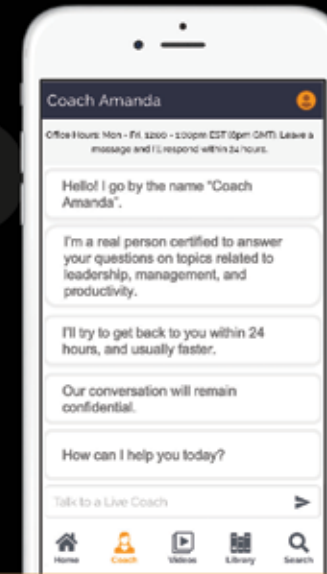 Coach Amanda
Office Hours: Mon - Fri, 12:00 - 1:00pm EST (6pm GMT). Leave a
message and I'll respond within 24 hours.
Hello! I go by the name "Coach
Amanda".
I'm a real person certified to answer
your questions on topics related to
leadership, management, and
productivity.
I'll try to get back to you within 24
hours, and usually faster.
Our conversation will remain
confidential.
How can I help you today?
Talk to a Live Coach
Home Coach Videos Library Search